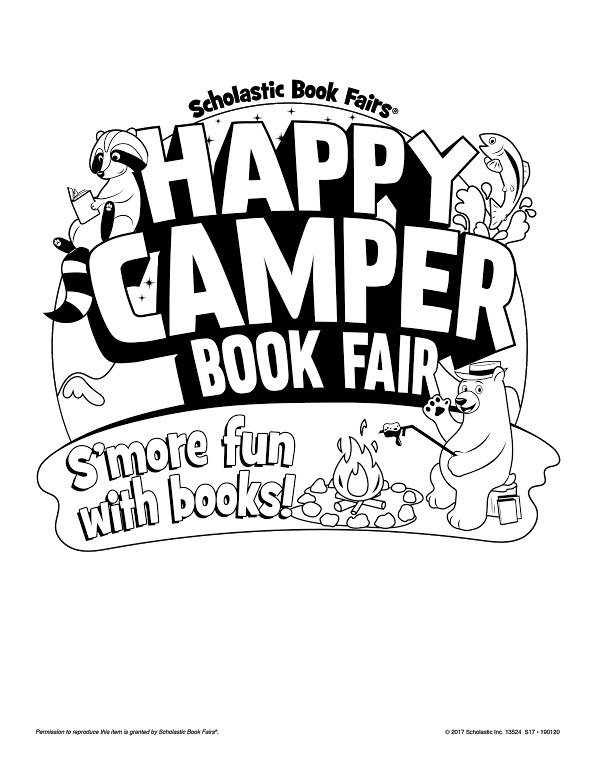 Scholastic Book Fairs®
HAPPY
CAMPER
BOOK FAIR
S'more fun
with books!
Permission to reproduce this item is granted by Scholastic Book Fairs®.
© 2017 Scholastic Inc. 13524 S17 • 190120